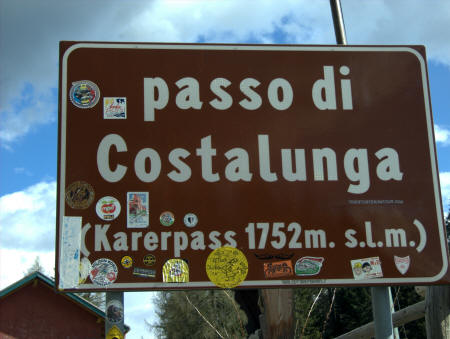 passo di
Costalunga
(Karerpass 1752m. s.l.m.)